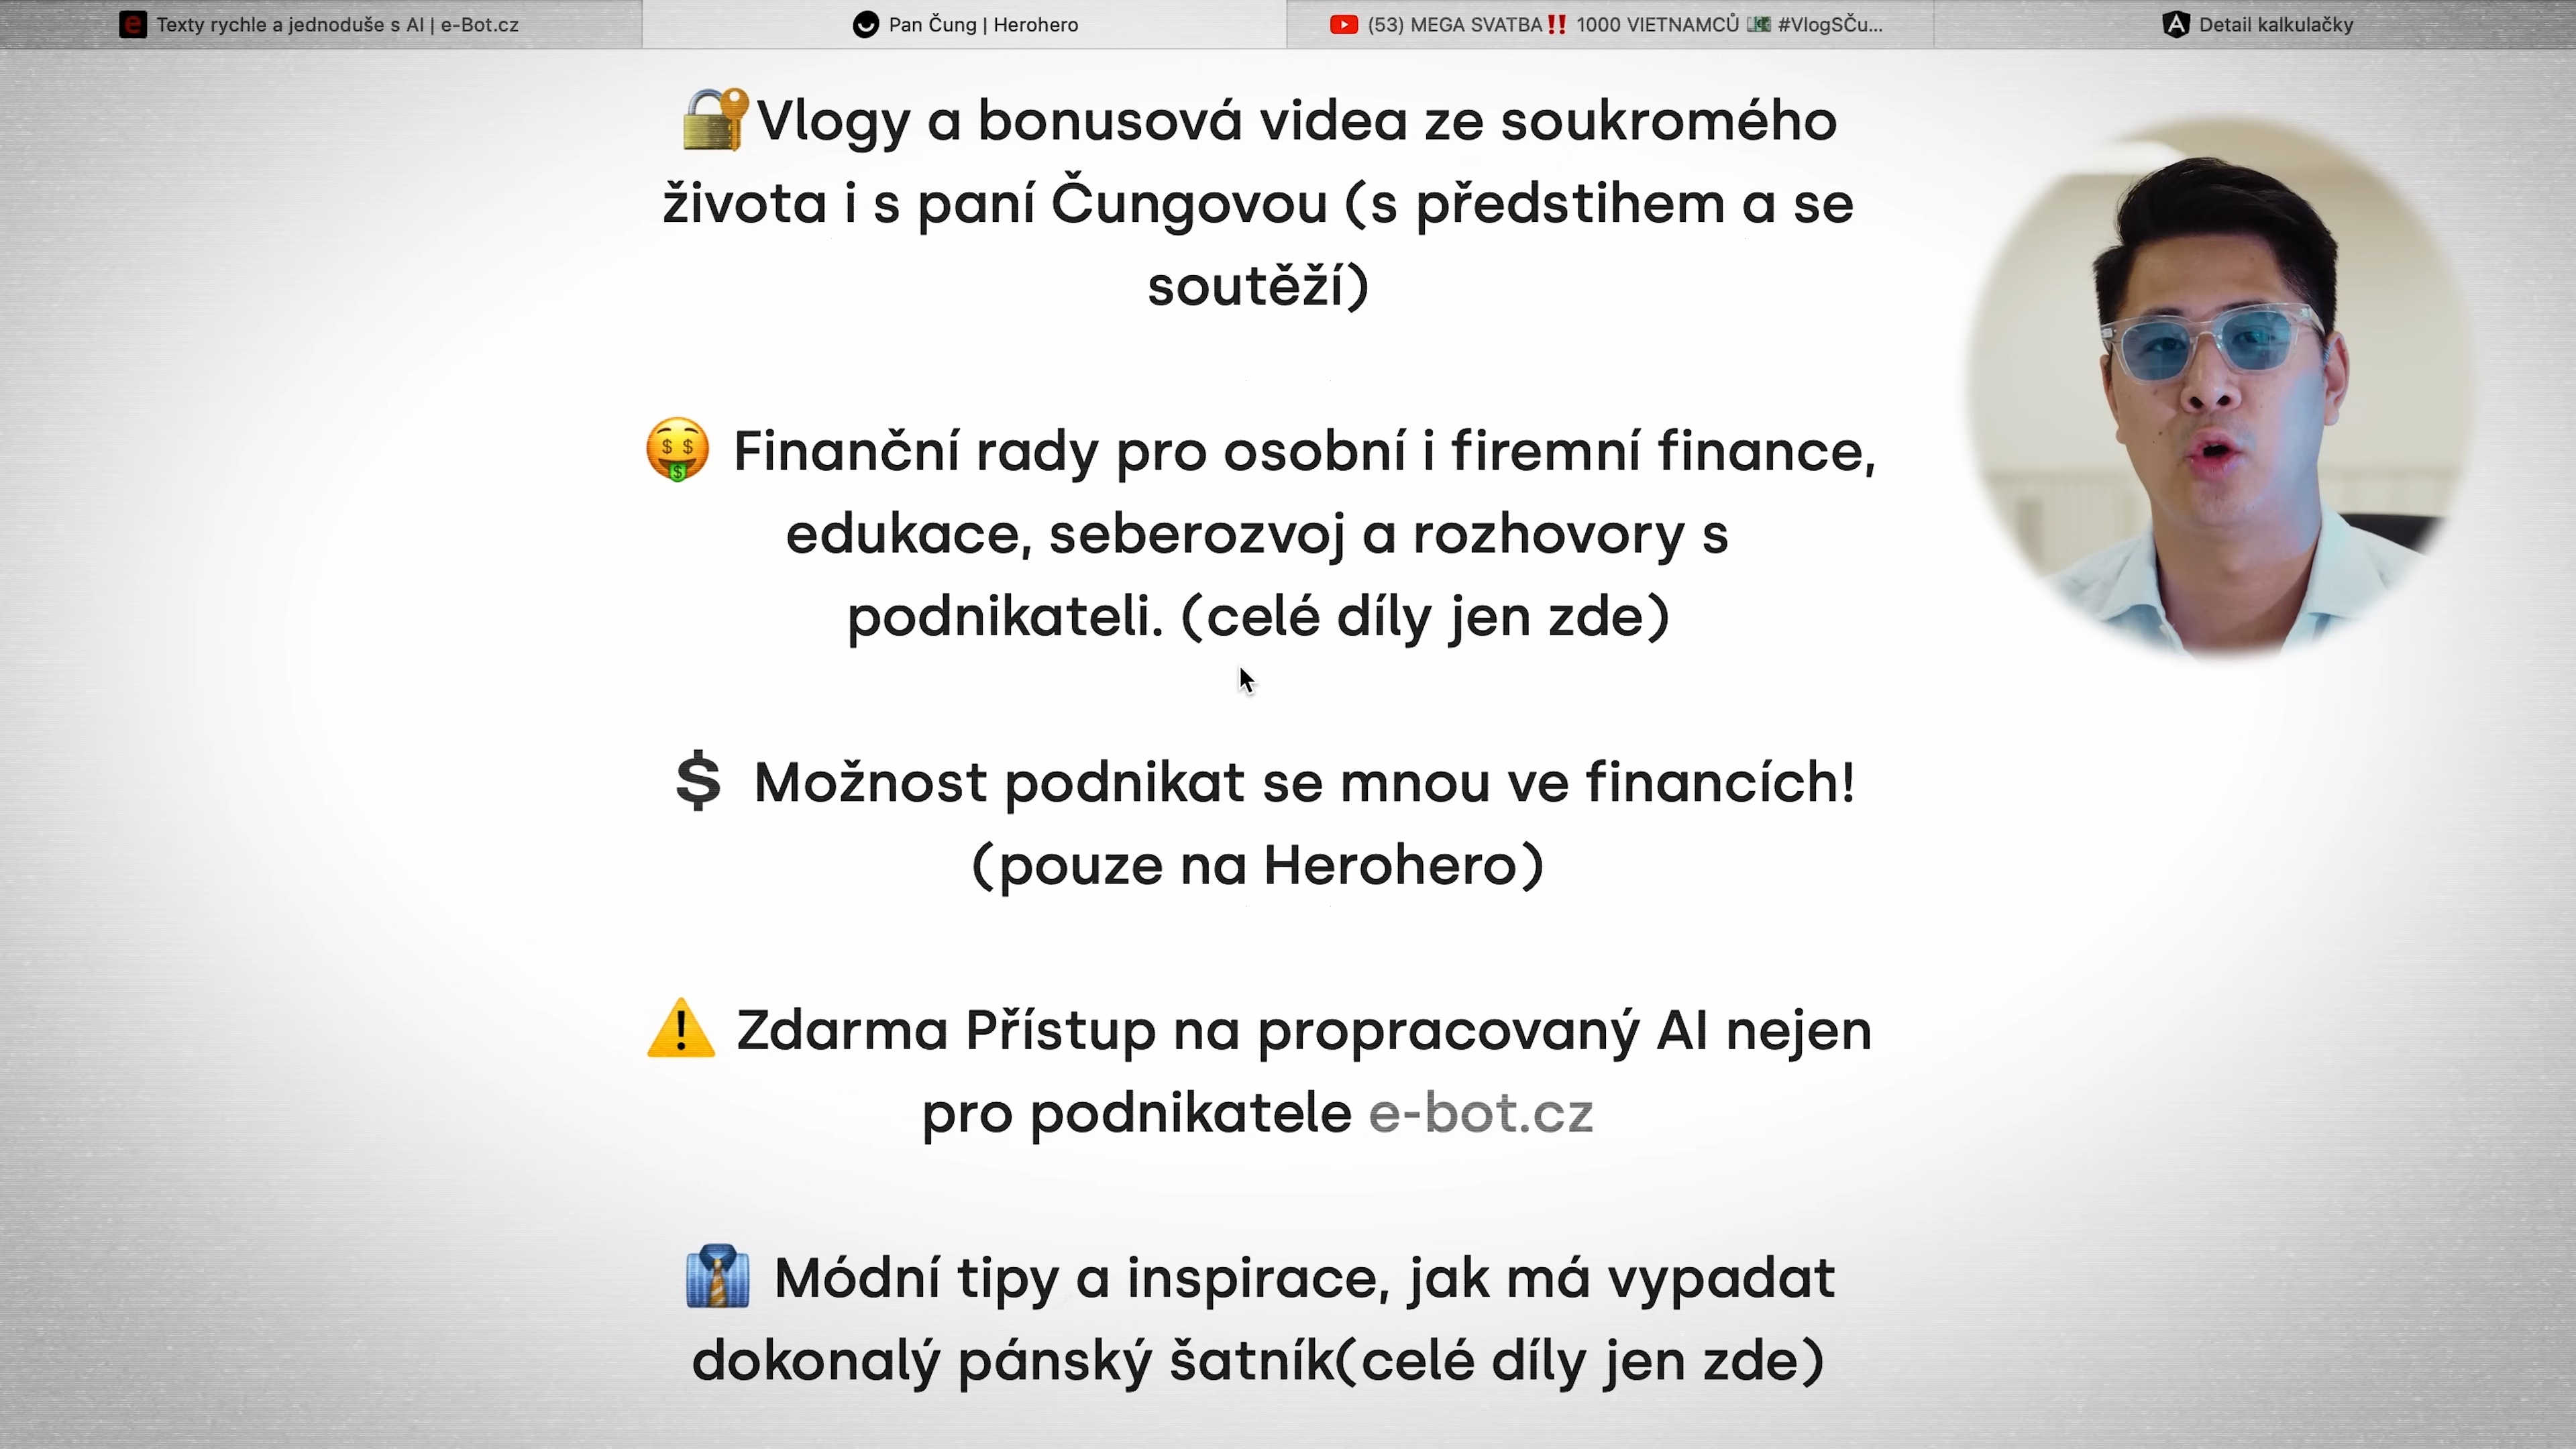 Texty rychle a jednoduše s AI | e-Bot.cz
Pan Čung | Herohero
(53) MEGA SVATBA‼️ 1000 VIETNAMCŮ 💵 #VlogSČu...
Detail kalkulačky
🔐Vlogy a bonusová videa ze soukromého
života i s paní Čungovou (s předstihem a se
soutěží)
🤑 Finanční rady pro osobní i firemní finance,
edukace, seberozvoj a rozhovory s
podnikateli. (celé díly jen zde)
💲 Možnost podnikat se mnou ve financích!
(pouze na Herohero)
⚠️ Zdarma Přístup na propracovaný AI nejen
pro podnikatele e-bot.cz
👔 Módní tipy a inspirace, jak má vypadat
dokonalý pánský šatník(celé díly jen zde)